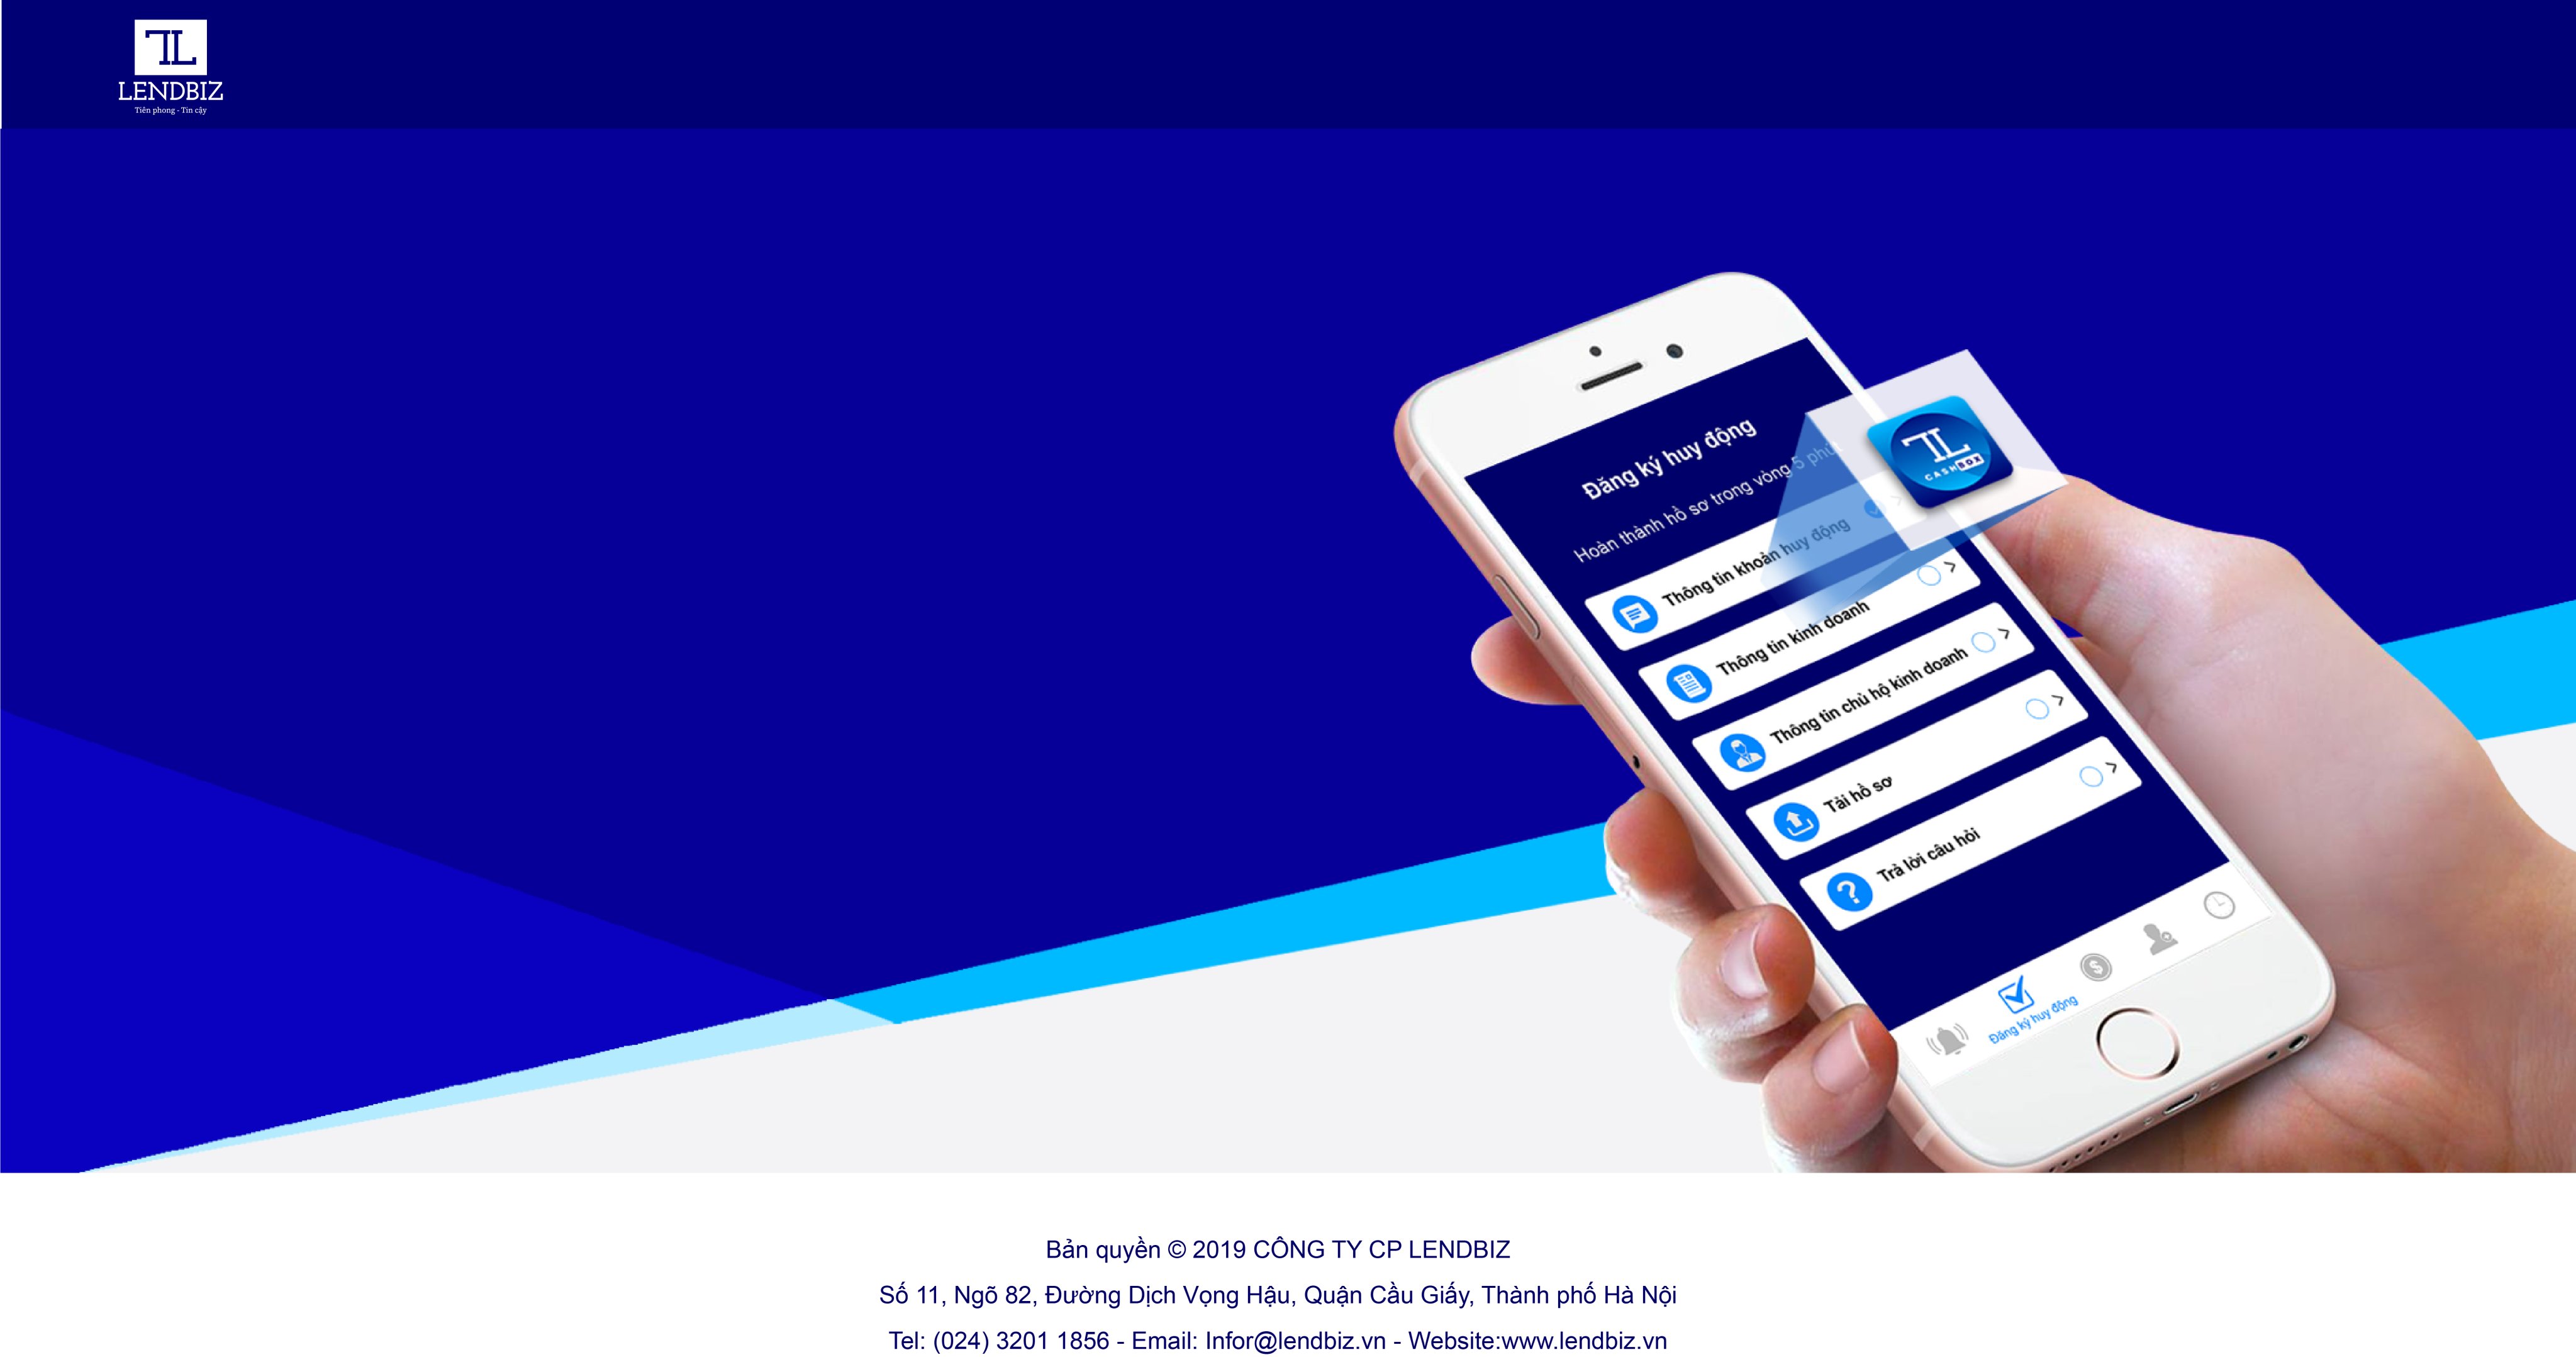 TL
LENDBIZ
Tiên phong - Tin cậy
Đăng ký huy động
Hoàn thành hồ sơ trong vòng 5 phút
TL
CASHBOX
Thông tin khoản huy động
Thông tin kinh doanh
Thông tin chủ hộ kinh doanh
Tải hồ sơ
Trả lời câu hỏi
Đăng ký huy động
Bản quyền © 2019 CÔNG TY CP LENDBIZ
Số 11, Ngõ 82, Đường Dịch Vọng Hậu, Quận Cầu Giấy, Thành phố Hà Nội
Tel: (024) 3201 1856 - Email: Infor@lendbiz.vn - Website:www.lendbiz.vn